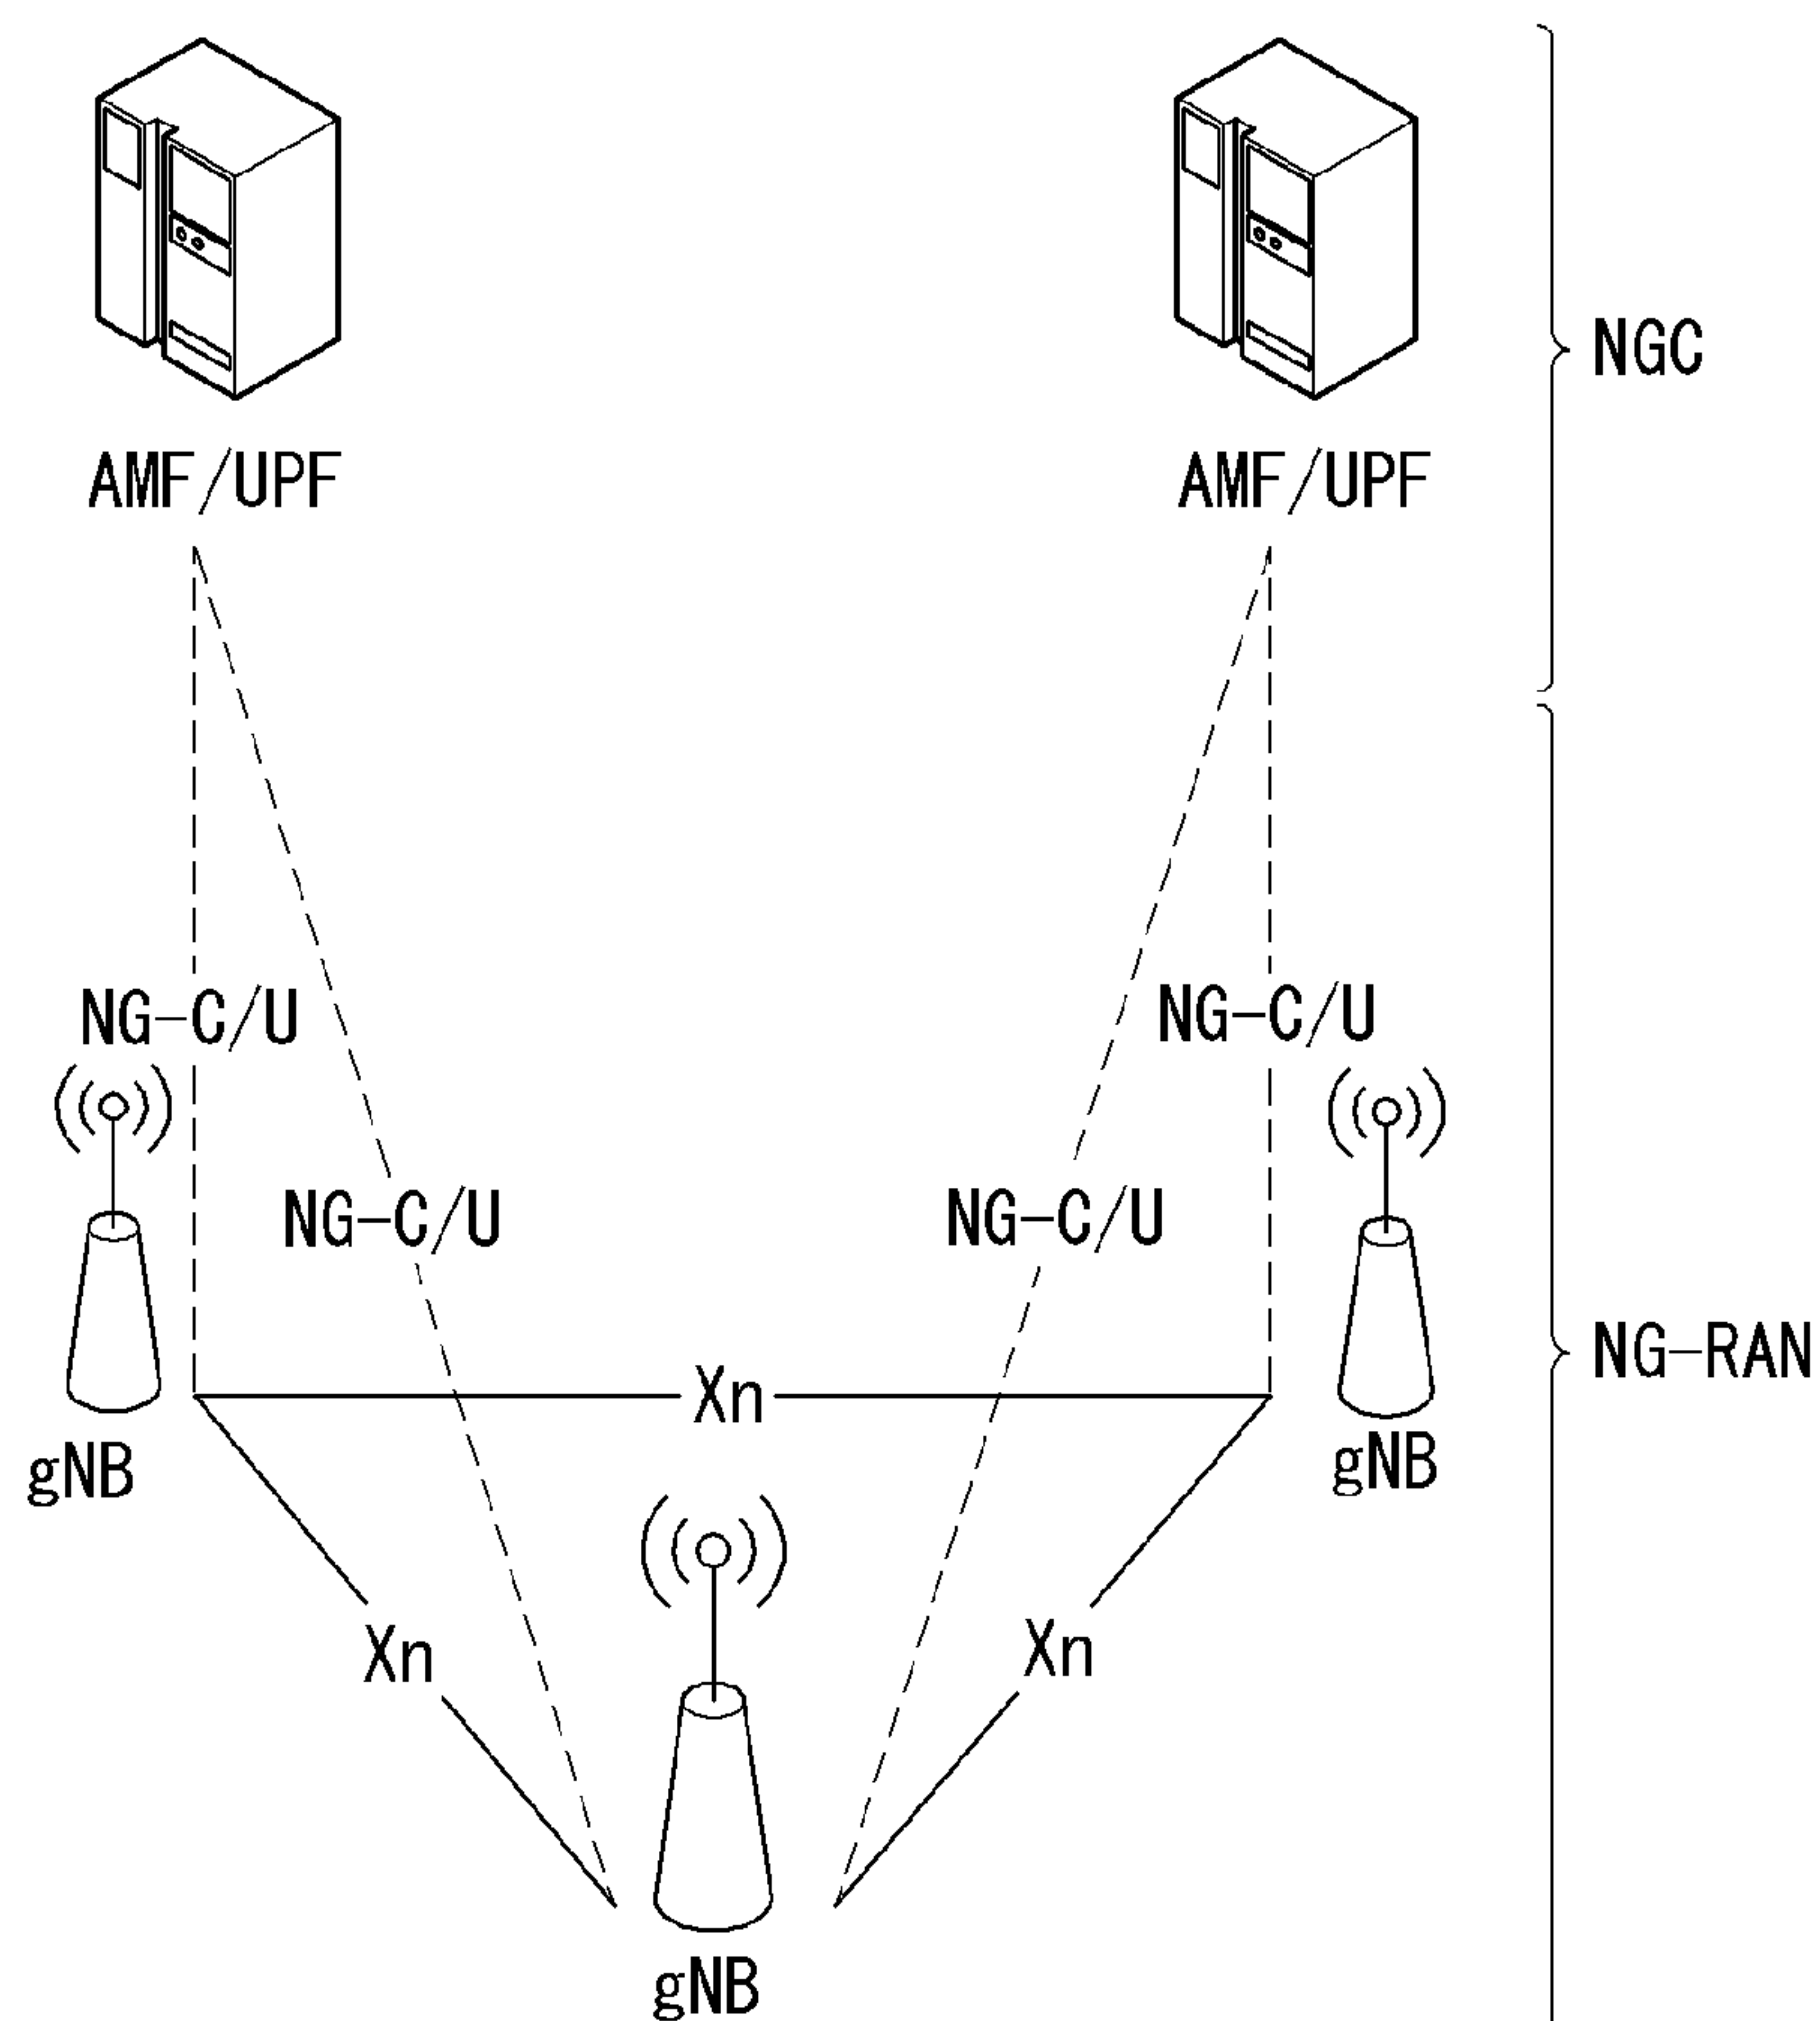 NGC
AMF/UPF
AMF/UPF
NG-C/U
NG-C/U
NG-C/U
NG-C/U
NG-RAN
Xn
gNB
gNB
Xn
Xn
gNB